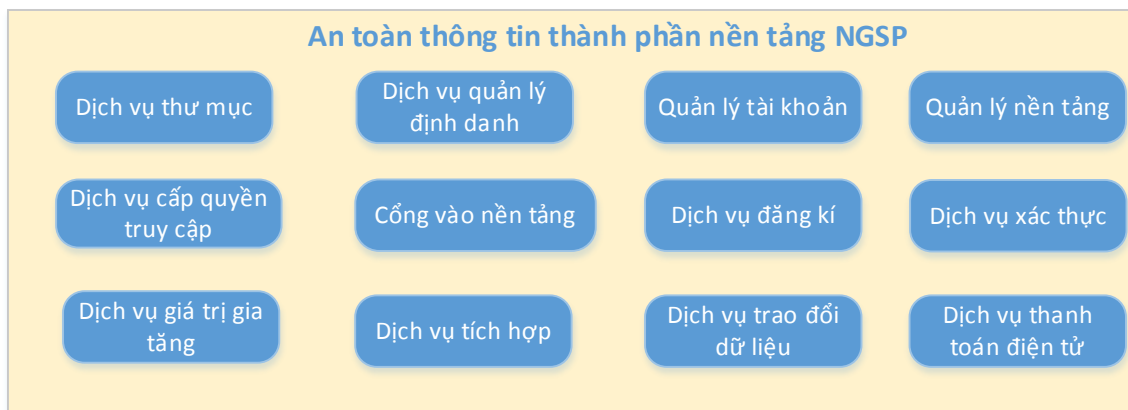 An toàn thông tin thành phần nền tảng NGSP
Dịch vụ thư mục
Dịch vụ quản lý
định danh
Quản lý tài khoản
Quản lý nền tảng
Dịch vụ cấp quyền
truy cập
Cổng vào nền tảng
Dịch vụ đăng kí
Dịch vụ xác thực
Dịch vụ giá trị gia
tăng
Dịch vụ tích hợp
Dịch vụ trao đổi
dữ liệu
Dịch vụ thanh
toán điện tử